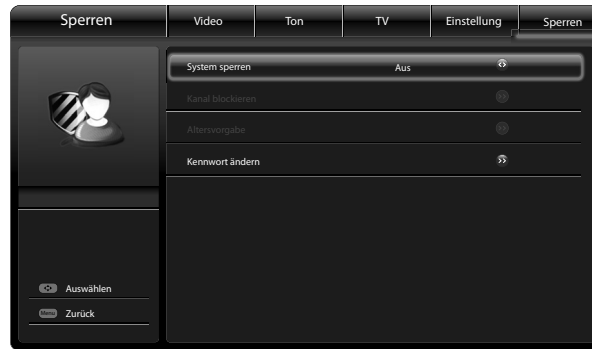 Sperren
Video
Ton
TV
Einstellung
Sperren
System sperren
Aus
Kanal blockieren
Altersvorgabe
Kennwort ändern
Auswählen
Menu
Zurück